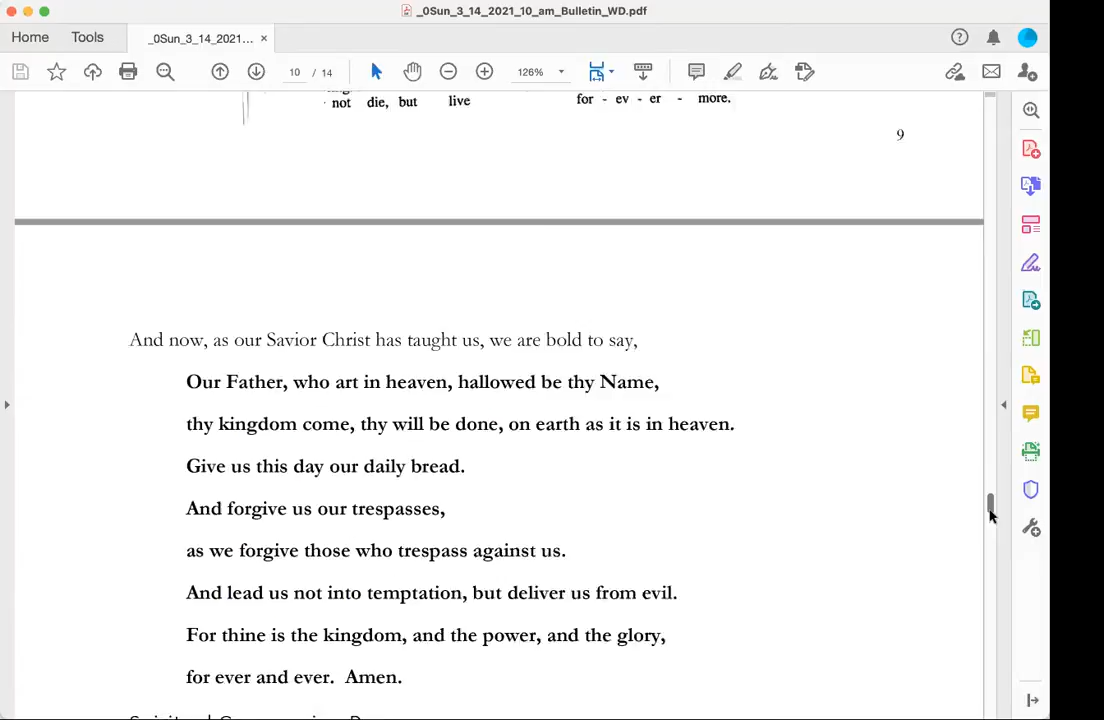 _0Sun_3_14_2021_10_am_Bulletin_WD.pdf
Home Tools _0Sun_3_14_2021... ×
10 / 14 126%
not die, but live for - ev - er - more.
9
And now, as our Savior Christ has taught us, we are bold to say,
Our Father, who art in heaven, hallowed be thy Name,
thy kingdom come, thy will be done, on earth as it is in heaven.
Give us this day our daily bread.
And forgive us our trespasses,
as we forgive those who trespass against us.
And lead us not into temptation, but deliver us from evil.
For thine is the kingdom, and the power, and the glory,
for ever and ever. Amen.